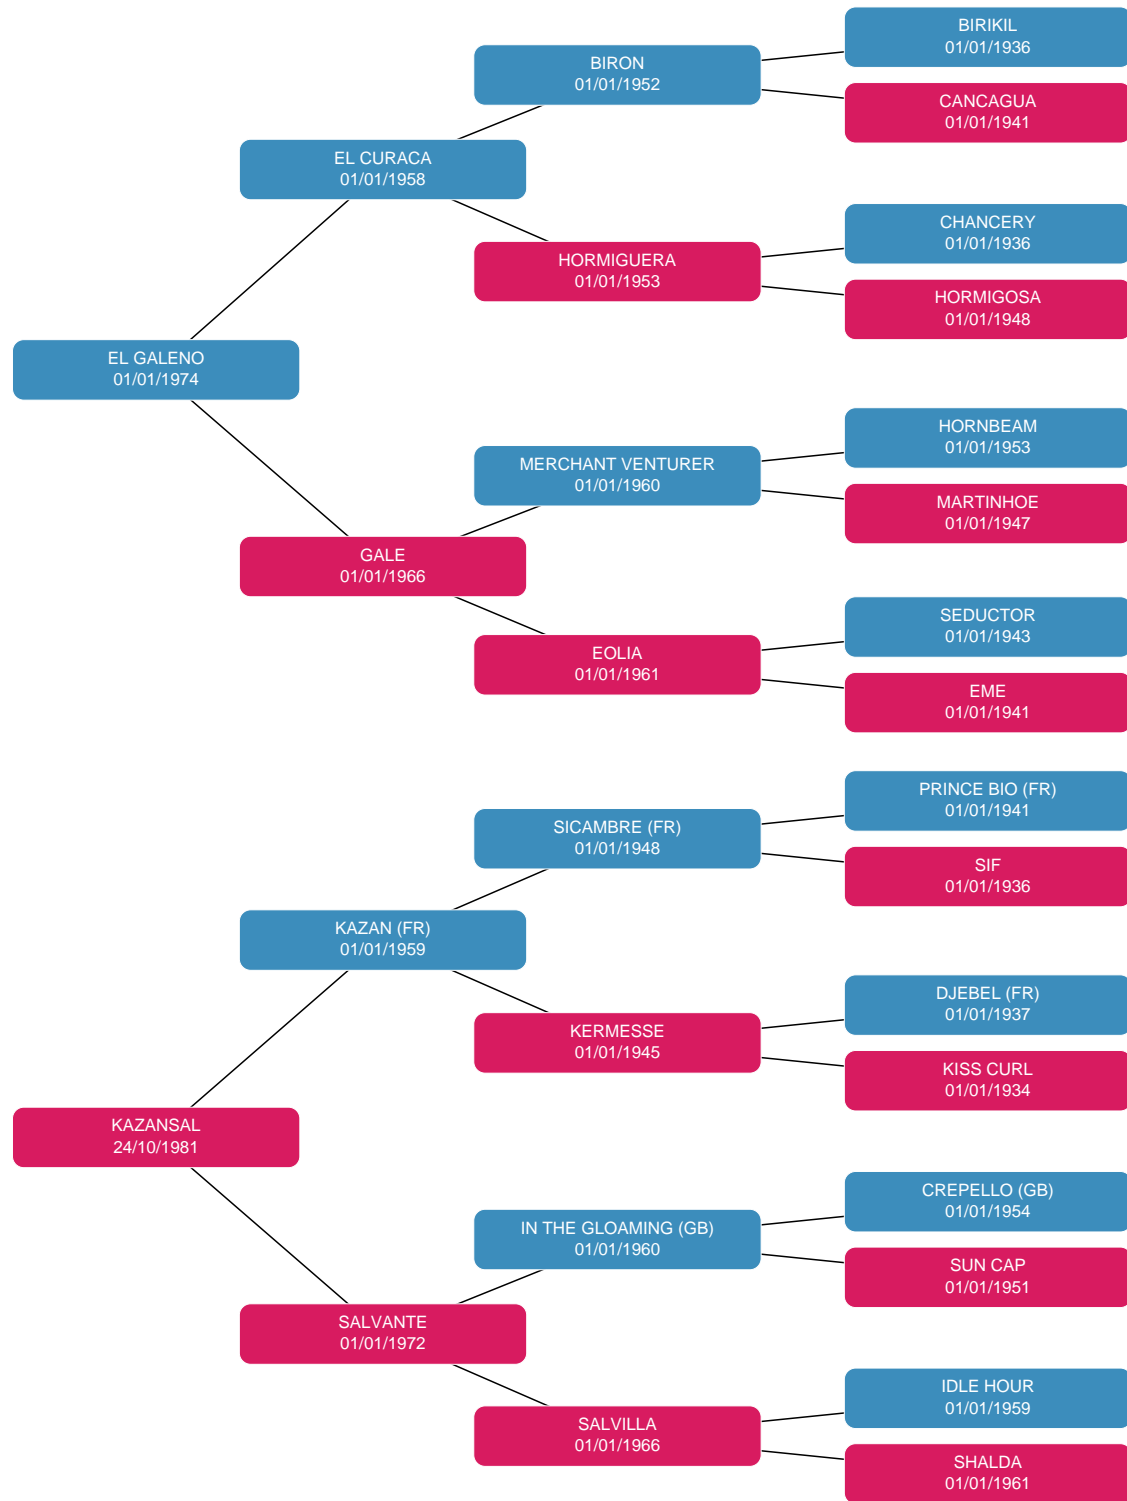 BIRIKIL
01/01/1936
BIRON
01/01/1952
CANCAGUA
01/01/1941
EL CURACA
01/01/1958
CHANCERY
01/01/1936
HORMIGUERA
01/01/1953
HORMIGOSA
01/01/1948
EL GALENO
01/01/1974
HORNBEAM
01/01/1953
MERCHANT VENTURER
01/01/1960
MARTINHOE
01/01/1947
GALE
01/01/1966
SEDUCTOR
01/01/1943
EOLIA
01/01/1961
EME
01/01/1941
PRINCE BIO (FR)
01/01/1941
SICAMBRE (FR)
01/01/1948
SIF
01/01/1936
KAZAN (FR)
01/01/1959
DJEBEL (FR)
01/01/1937
KERMESSE
01/01/1945
KISS CURL
01/01/1934
KAZANSAL
24/10/1981
CREPELLO (GB)
01/01/1954
IN THE GLOAMING (GB)
01/01/1960
SUN CAP
01/01/1951
SALVANTE
01/01/1972
IDLE HOUR
01/01/1959
SALVILLA
01/01/1966
SHALDA
01/01/1961